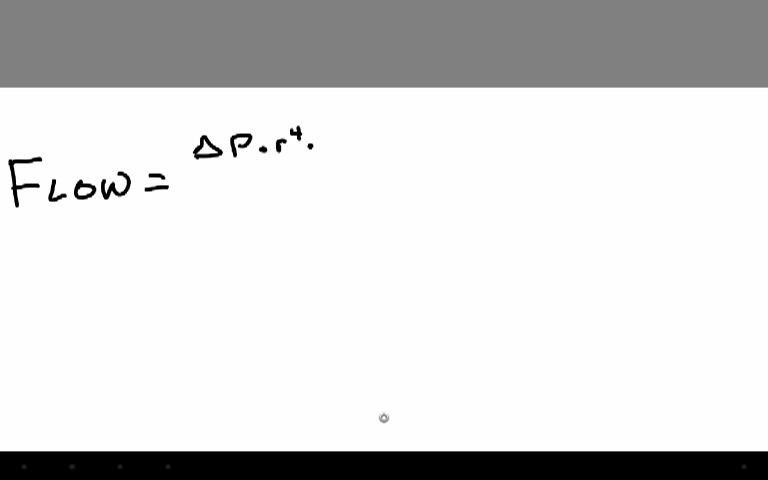 FLOW = ΔP·r⁴·